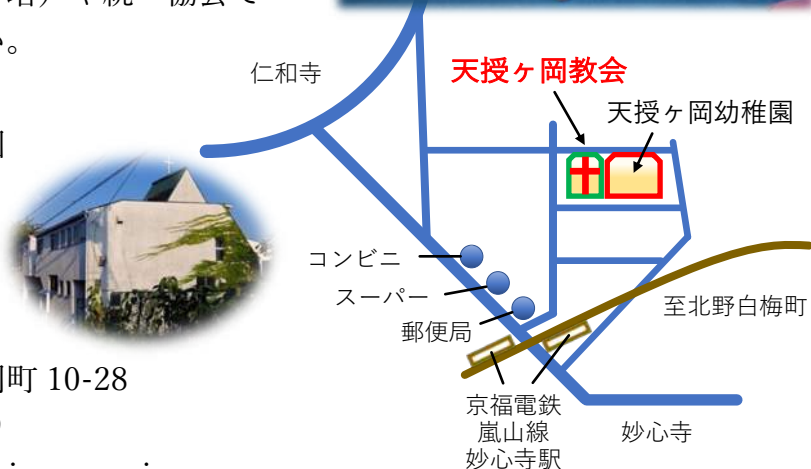 い。
仁和寺
天授ヶ岡教会
天授ヶ岡幼稚園
コンビニ
スーパー
郵便局
至北野白梅町
町 10-28
京福電鉄
嵐山線
妙心寺駅
妙心寺